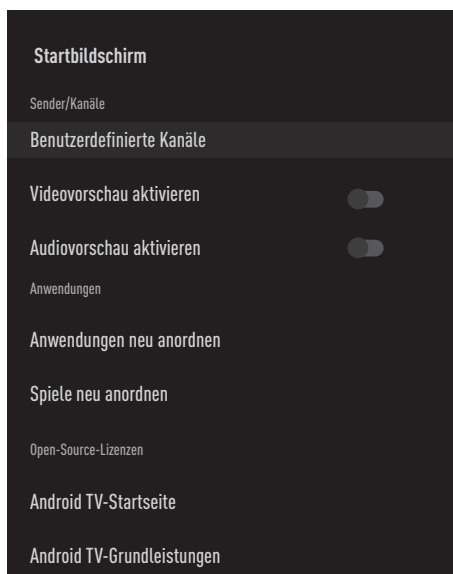 Startbildschirm
Sender/Kanäle
Benutzerdefinierte Kanäle
Videovorschau aktivieren
Audiovorschau aktivieren
Anwendungen
Anwendungen neu anordnen
Spiele neu anordnen
Open-Source-Lizenzen
Android TV-Startseite
Android TV-Grundleistungen